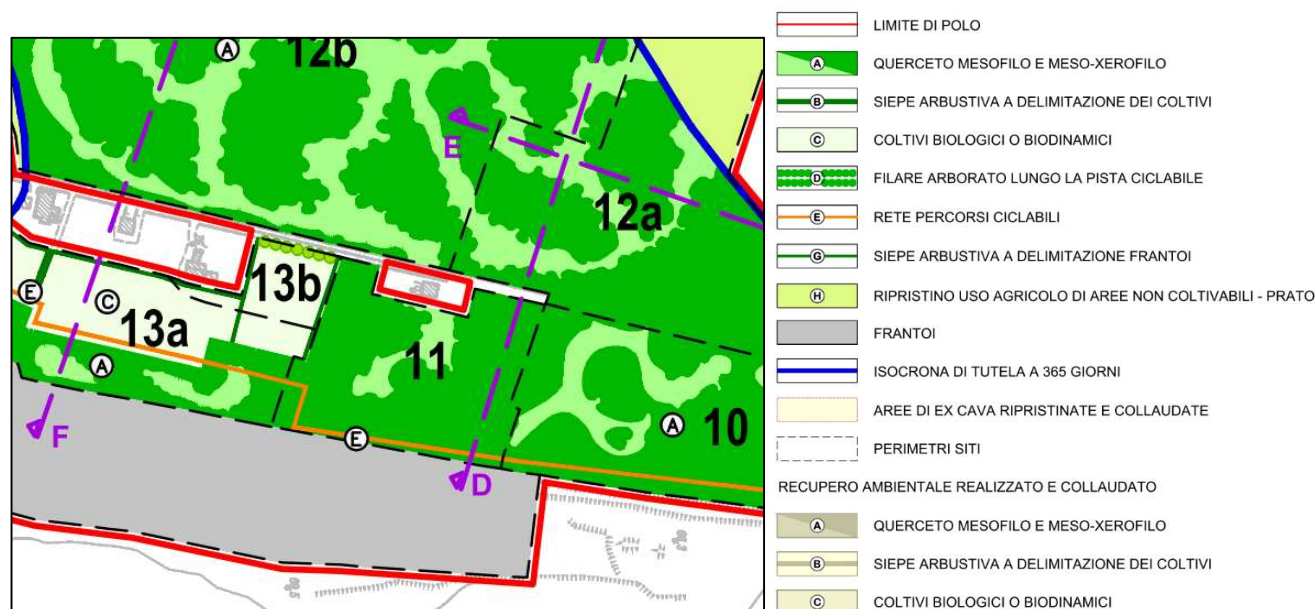 A
12b
E
12a
13b
E
C
13a
11
A
A
10
E
F
D
LIMITE DI POLO
A QUERCETO MESOFILO E MESO-XEROFILO
B SIEPE ARBUSTIVA A DELIMITAZIONE DEI COLTIVI
C COLTIVI BIOLOGICI O BIODINAMICI
D FILARE ARBORATO LUNGO LA PISTA CICLABILE
E RETE PERCORSI CICLABILI
G SIEPE ARBUSTIVA A DELIMITAZIONE FRANTOI
H RIPRISTINO USO AGRICOLO DI AREE NON COLTIVABILI - PRATO
FRANTOI
ISOCRONA DI TUTELA A 365 GIORNI
AREE DI EX CAVA RIPRISTINATE E COLLAUDATE
PERIMETRI SITI
RECUPERO AMBIENTALE REALIZZATO E COLLAUDATO
A QUERCETO MESOFILO E MESO-XEROFILO
B SIEPE ARBUSTIVA A DELIMITAZIONE DEI COLTIVI
C COLTIVI BIOLOGICI O BIODINAMICI